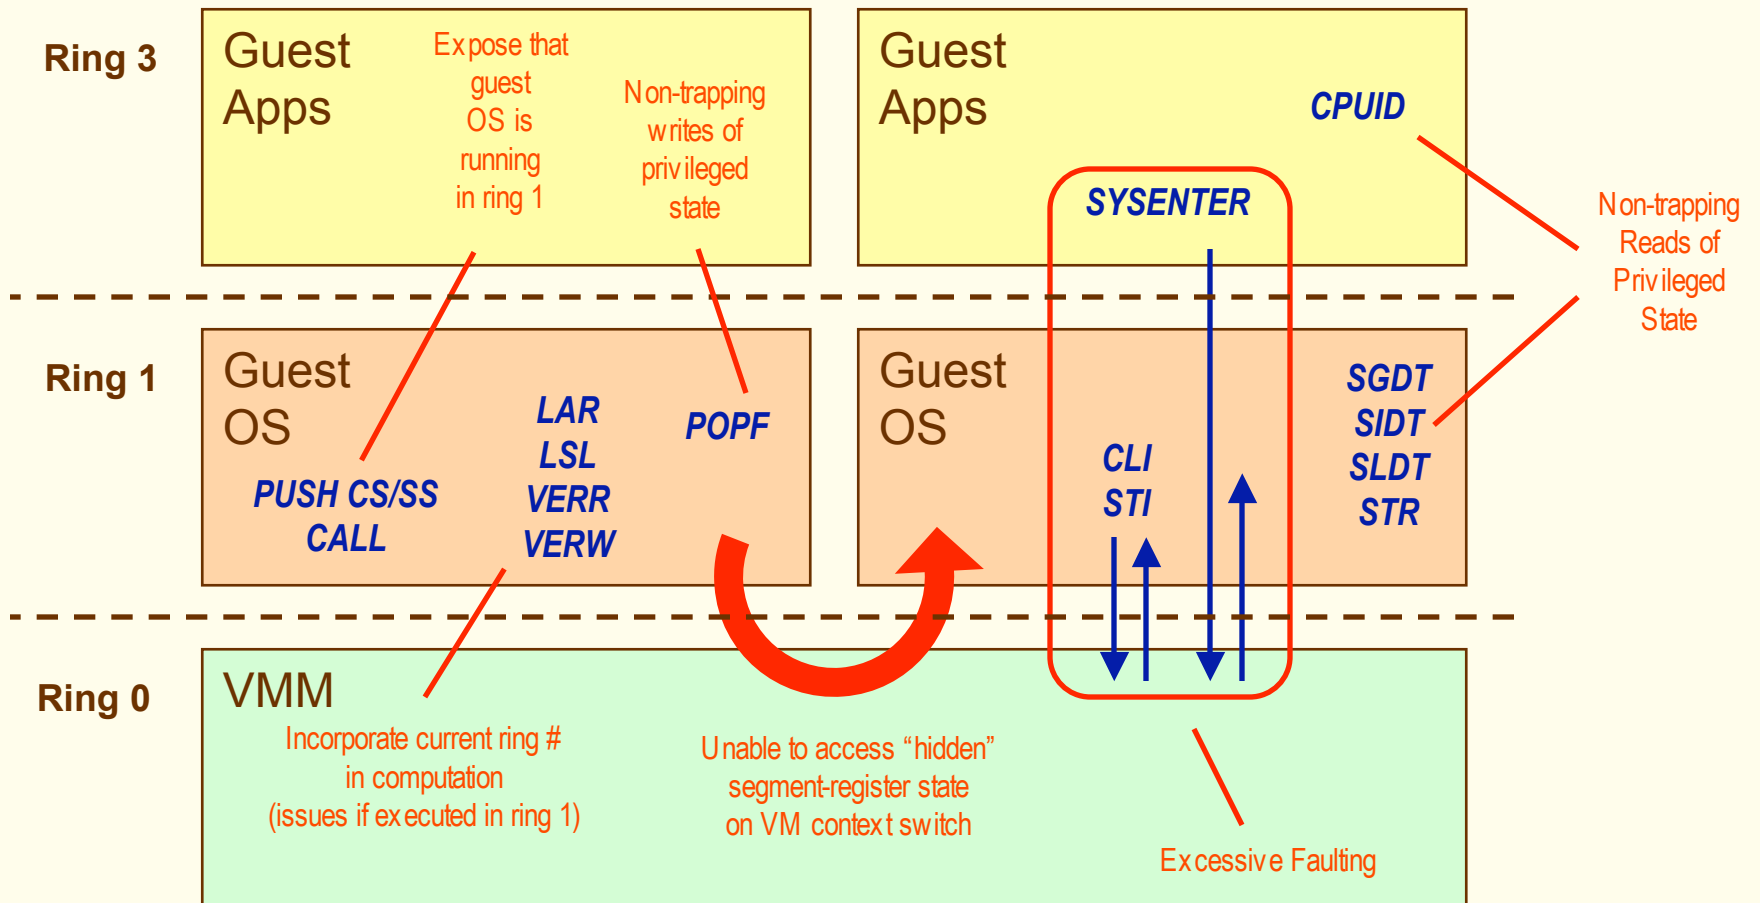 Ring 3
Guest
Apps
Expose that
guest
OS is
running
in ring 1
Non-trapping
writes of
privileged
state
Guest
Apps
CPUID
SYSENTER
Non-trapping
Reads of
Privileged
State
Ring 1
Guest
OS
PUSH CS/SS
CALL
LAR
LSL
VERR
VERW
POPF
Guest
OS
CLI
STI
SGDT
SIDT
SLDT
STR
Ring 0
VMM
Incorporate current ring #
in computation
(issues if executed in ring 1)
Unable to access “hidden”
segment-register state
on VM context switch
Excessive Faulting